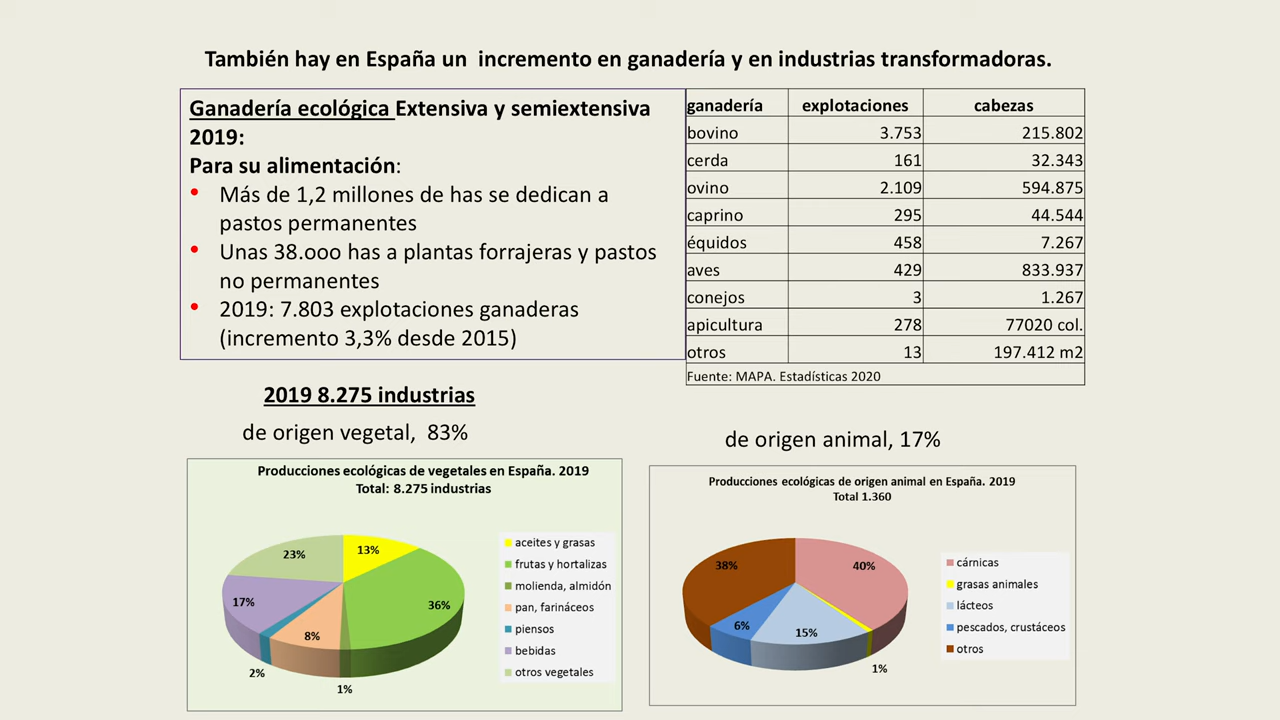 También hay en España un incremento en ganadería y en industrias transformadoras.
Ganadería ecológica Extensiva y semiextensiva
2019:
Para su alimentación:
• Más de 1,2 millones de has se dedican a
pastos permanentes
• Unas 38.ooo has a plantas forrajeras y pastos
no permanentes
• 2019: 7.803 explotaciones ganaderas
(incremento 3,3% desde 2015)
ganadería explotaciones cabezas
bovino 3.753 215.802
cerda 161 32.343
ovino 2.109 594.875
caprino 295 44.544
équidos 458 7.267
aves 429 833.937
conejos 3 1.267
apicultura 278 77020 col.
otros 13 197.412 m2
Fuente: MAPA. Estadísticas 2020
2019 8.275 industrias
de origen vegetal, 83%
Producciones ecológicas de vegetales en España. 2019
Total: 8.275 industrias
13%
36%
1%
8%
2%
17%
23%
aceites y grasas
frutas y hortalizas
molienda, almidón
pan, farináceos
piensos
bebidas
otros vegetales
de origen animal, 17%
Producciones ecológicas de origen animal en España. 2019
Total 1.360
40%
1%
15%
6%
38%
cárnicas
grasas animales
lácteos
pescados, crustáceos
otros